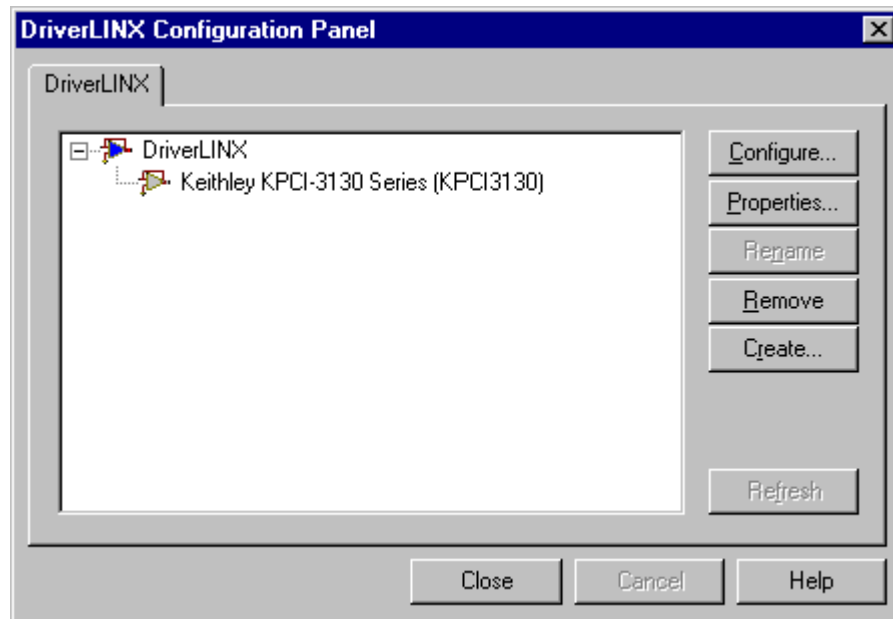 DriverLINX Configuration Panel
DriverLINX
DriverLINX
Keithley KPCI-3130 Series (KPCI3130)
Configure...
Properties...
Rename
Remove
Create...
Refresh
Close
Cancel
Help